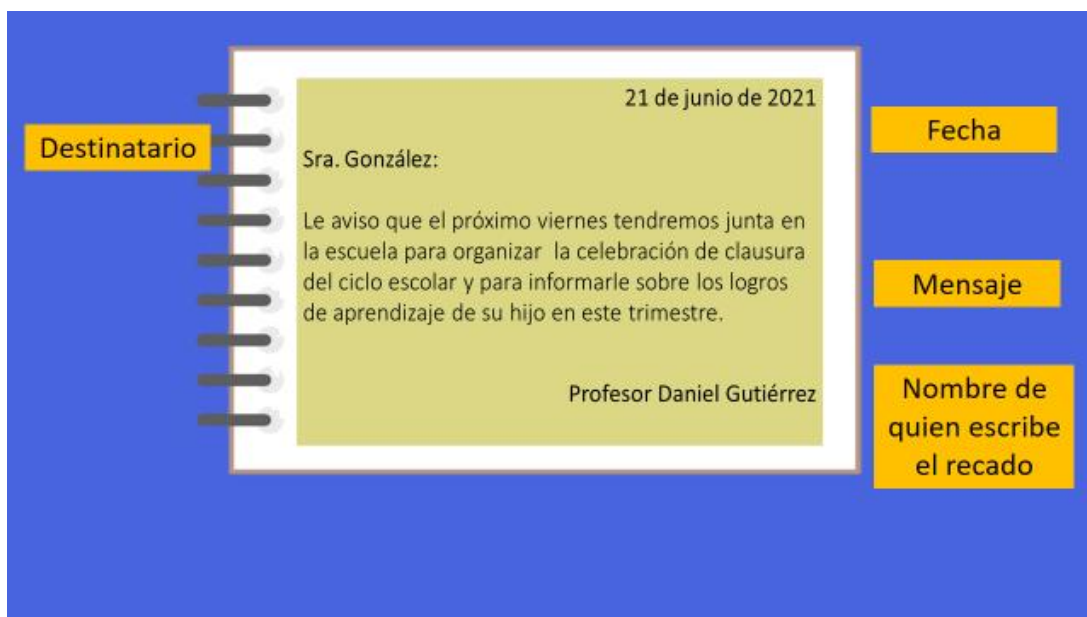 21 de junio de 2021
Fecha
Destinatario
Sra. González:
Le aviso que el próximo viernes tendremos junta en
la escuela para organizar la celebración de clausura
del ciclo escolar y para informarle sobre los logros
de aprendizaje de su hijo en este trimestre.
Mensaje
Profesor Daniel Gutiérrez
Nombre de
quien escribe
el recado